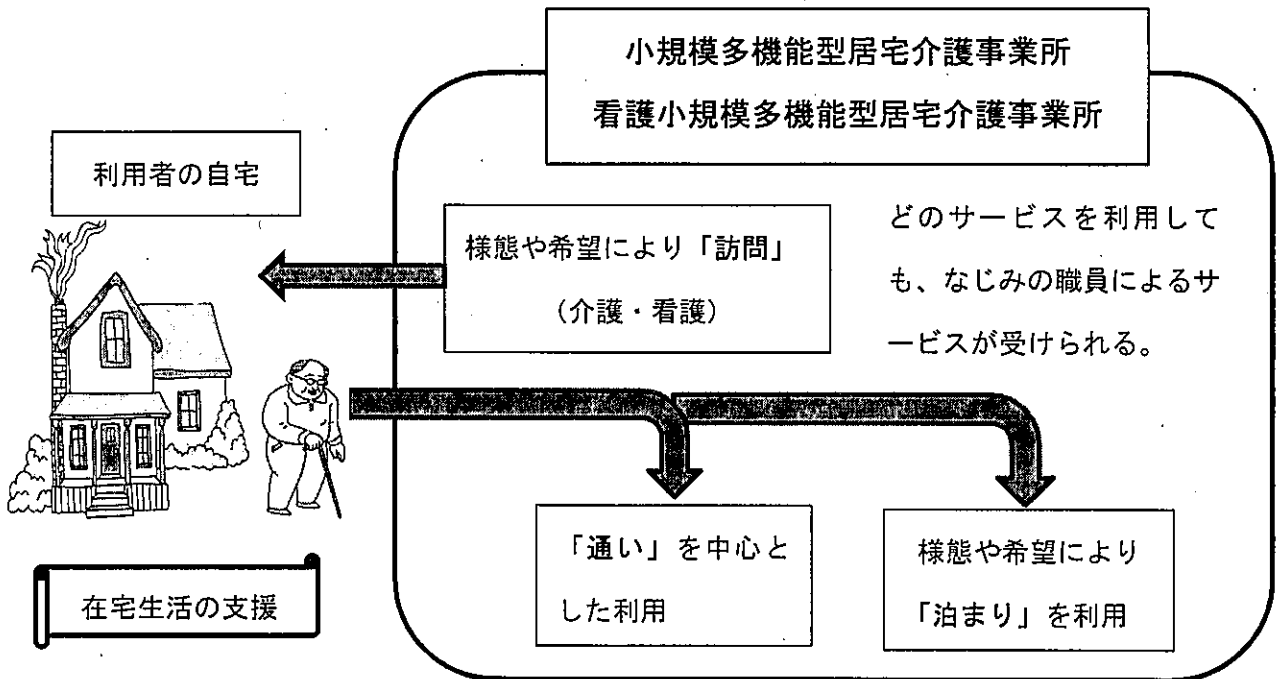 小規模多機能型居宅介護事業所
看護小規模多機能型居宅介護事業所
利用者の自宅
様態や希望により「訪問」
（介護・看護）
どのサービスを利用して
も、なじみの職員によるサ
ービスが受けられる。
「通い」を中心と
した利用
様態や希望により
「泊まり」を利用
在宅生活の支援